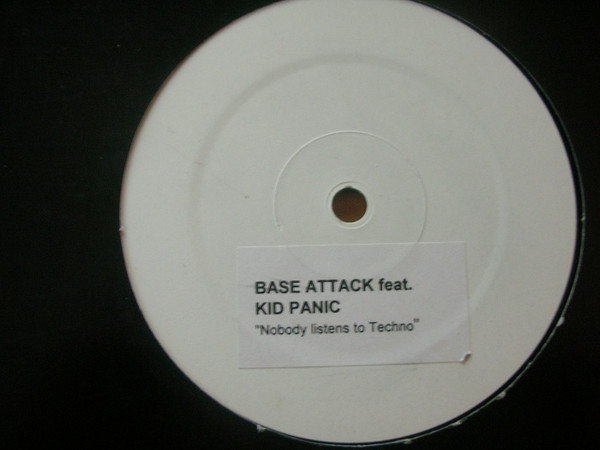 BASE ATTACK feat.
KID PANIC
"Nobody listens to Techno"